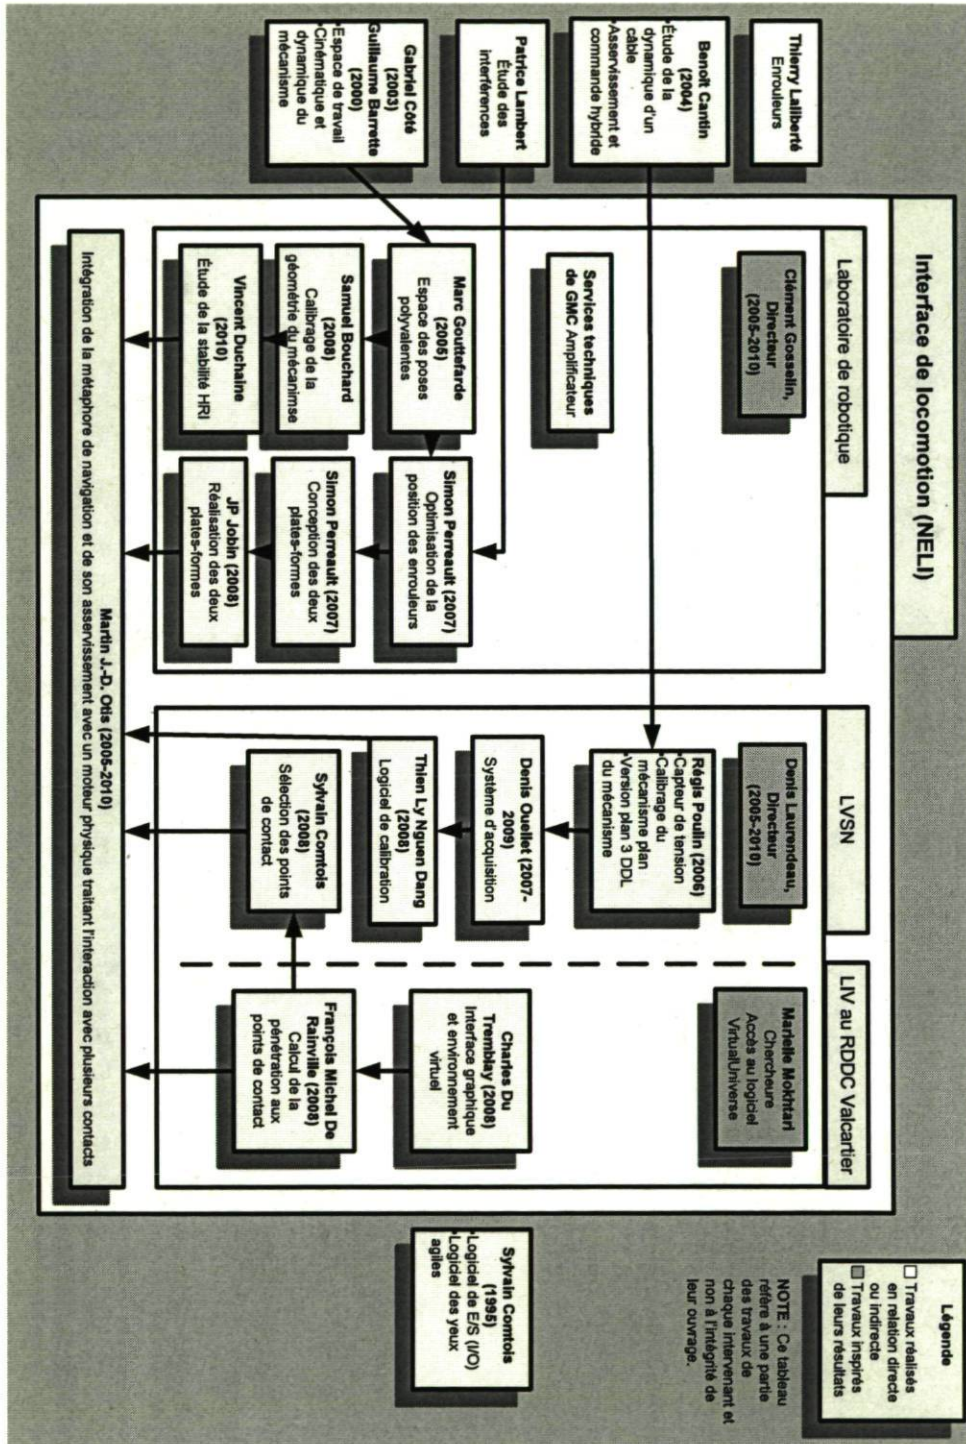 Interface de locomotion (NELI)
Légende
Travaux réalisés
en relation directe
ou indirecte
Travaux inspirés
de leurs résultats
NOTE : Ce tableau
réfère à une partie
des travaux de
chaque intervenant et
non à l'intégrité de
leur ouvrage.
Laboratoire de robotique
LVSN
LIV au RDDC Valcartier
Thierry Laliberté
Enrouleurs
Clément Gosselin,
Directeur
(2005-2010)
Denis Laurendeau,
Directeur
(2005-2010)
Marielle Mokhtari
Chercheure
Accès au logiciel
VirtualUniverse
Benoît Cantin
(2004)
•Étude de la
dynamique d'un
câble
•Asservissement et
commande hybride
Services techniques
de GMC Amplificateur
Régis Poulin (2006)
•Capteur de tension
•Calibrage du
mécanisme plan
•Version plan 3 DDL
du mécanisme
Patrice Lambert
Étude des
interférences
Marc Gouttefarde
(2005)
Espace des poses
polyvalentes
Simon Perreault (2007)
Optimisation de la
position des enrouleurs
Denis Ouellet (2007-
2009)
Système d'acquisition
Charles Du
Tremblay (2008)
Interface graphique
et environnement
virtuel
Sylvain Comtois
(1995)
•Logiciel de E/S (I/O)
•Logiciel des yeux
agiles
Gabriel Côté
(2003)
Guillaume Barrette
(2000)
•Espace de travail
•Cinématique et
dynamique du
mécanisme
Samuel Bouchard
(2008)
Calibrage de la
géométrie du mécanimse
Simon Perreault (2007)
Conception des deux
plates-formes
Thien Ly Nguen Dang
(2008)
Logiciel de calibration
Vincent Duchaine
(2010)
Étude de la stabilité HRI
JP Jobin (2008)
Réalisation des deux
plates-formes
Sylvain Comtois
(2008)
Sélection des points
de contact
François Michel De
Rainville (2008)
Calcul de la
pénétration aux
points de contact
Martin J.-D. Otis (2005-2010)
Intégration de la métaphore de navigation et de son asservissement avec un moteur physique traitant l'interaction avec plusieurs contacts